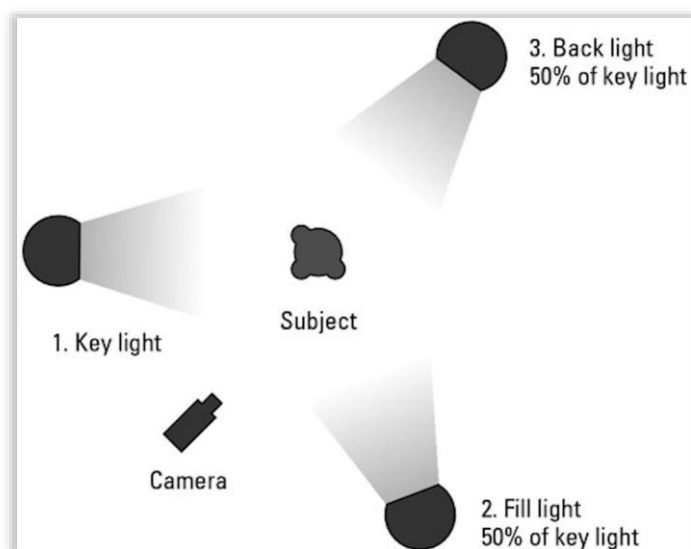 3. Back light
50% of key light
Subject
1. Key light
Camera
2. Fill light
50% of key light